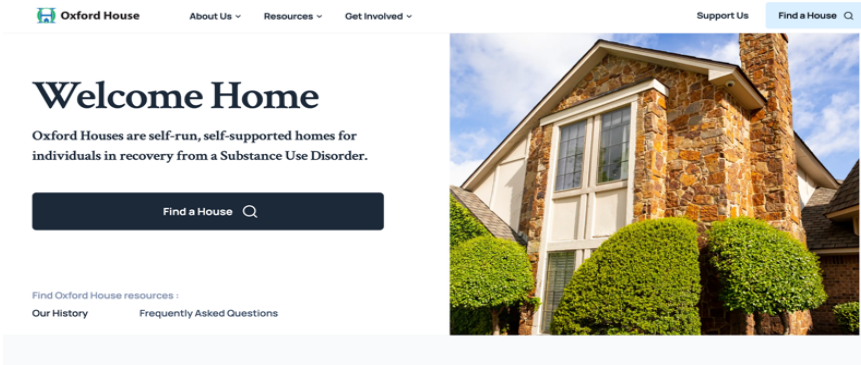 Oxford House
About Us
Resources
Get Involved
Support Us
Find a House
Welcome Home
Oxford Houses are self-run, self-supported homes for
individuals in recovery from a Substance Use Disorder.
Find a House
Find Oxford House resources :
Our History
Frequently Asked Questions